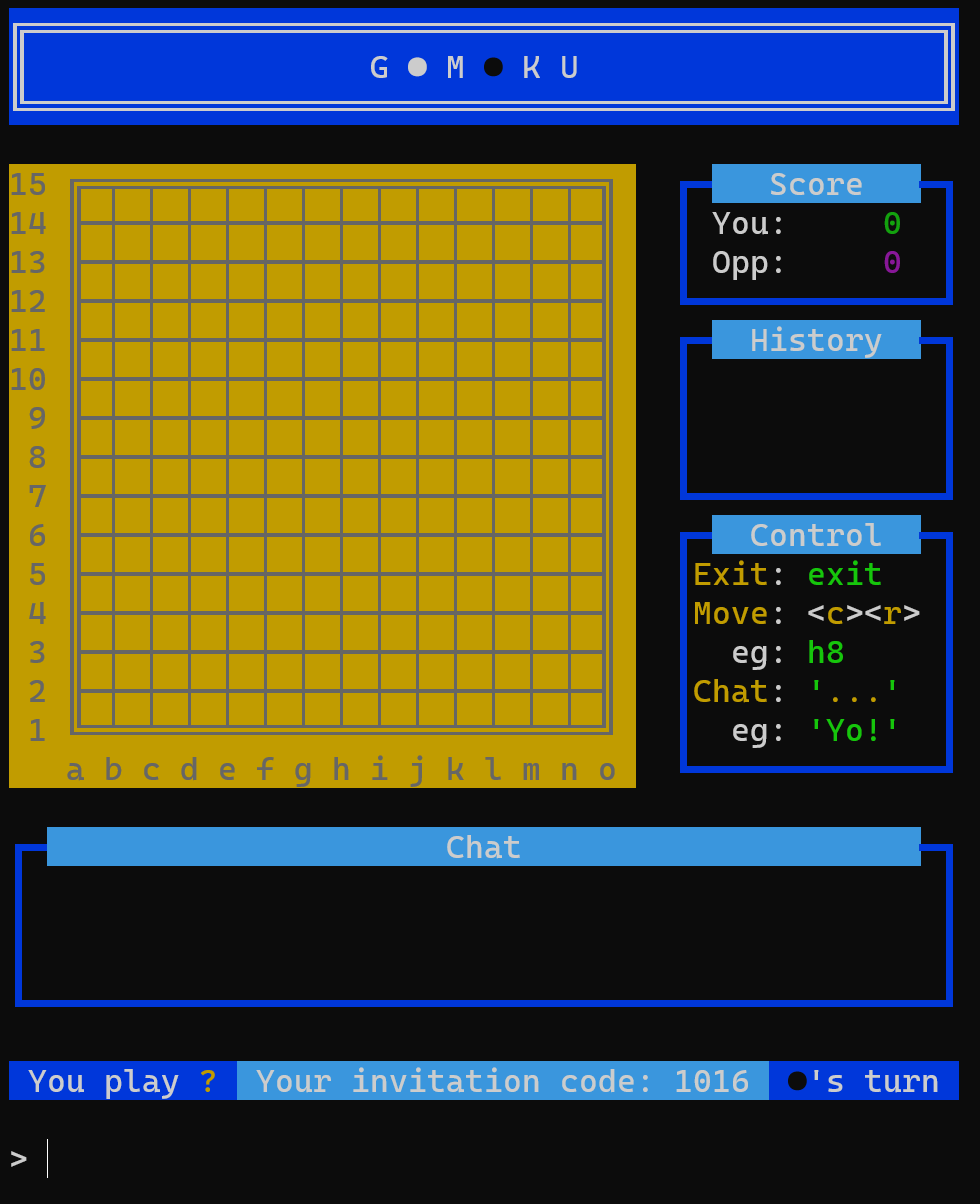 G ● M ● K U
15
14
13
12
11
10
9
8
7
6
5
4
3
2
1
a b c d e f g h i j k l m n o
Score
You: 0
Opp: 0
History
Control
Exit: exit
Move: <c><r>
eg: h8
Chat: '...'
eg: 'Yo!'
Chat
You play ? Your invitation code: 1016 ●'s turn
>